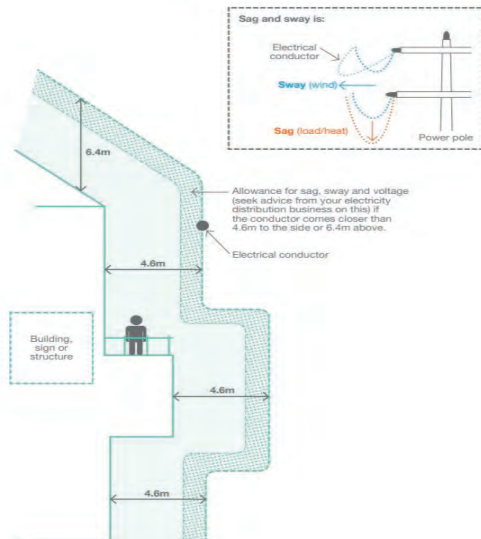 Sag and sway is:
Electrical
conductor
Sway (wind)
Sag (load/heat)
Power pole
6.4m
Allowance for sag, sway and voltage
(seek advice from your electricity
distribution business on this) if
the conductor comes closer than
4.6m to the side or 6.4m above.
Electrical conductor
4.6m
Building,
sign or
structure
4.6m
4.6m